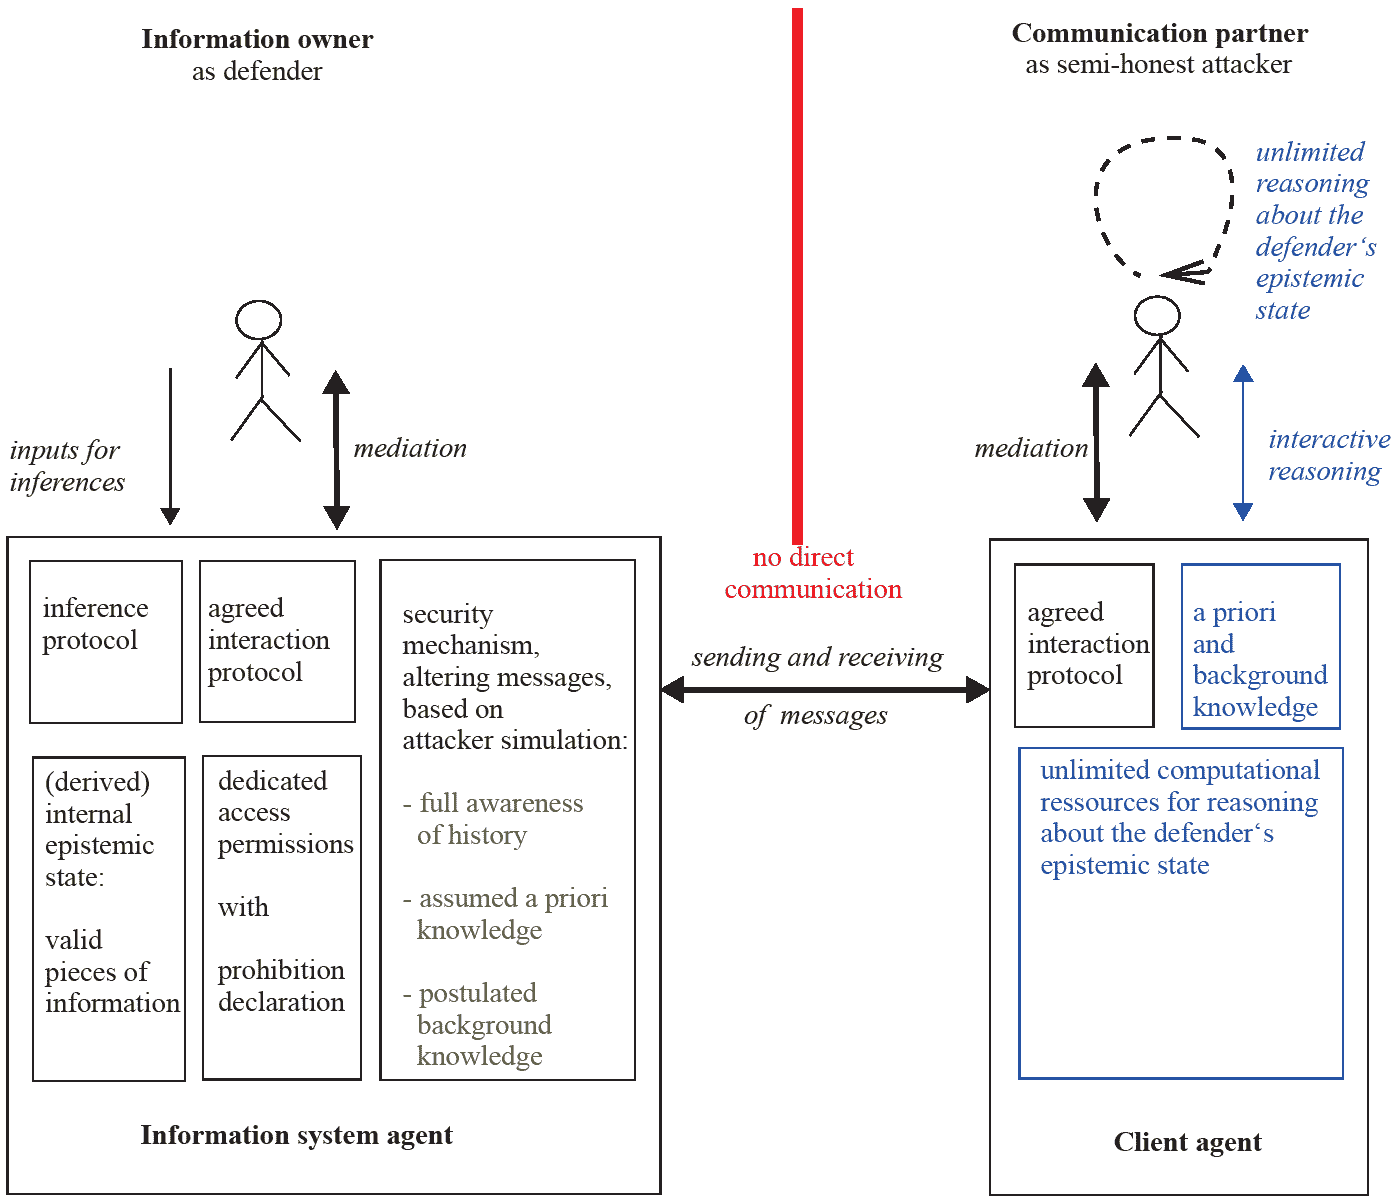 Information owner
as defender
Communication partner
as semi-honest attacker
unlimited
reasoning
about the
defender‘s
epistemic
state
inputs for
inferences
mediation
mediation
interactive
reasoning
no direct
communication
sending and receiving
of messages
inference
protocol
agreed
interaction
protocol
security
mechanism,
altering messages,
based on
attacker simulation:
- full awareness
of history
- assumed a priori
knowledge
- postulated
background
knowledge
(derived)
internal
epistemic
state:
valid
pieces of
information
dedicated
access
permissions
with
prohibition
declaration
Information system agent
agreed
interaction
protocol
a priori
and
background
knowledge
unlimited computational
ressources for reasoning
about the defender‘s
epistemic state
Client agent